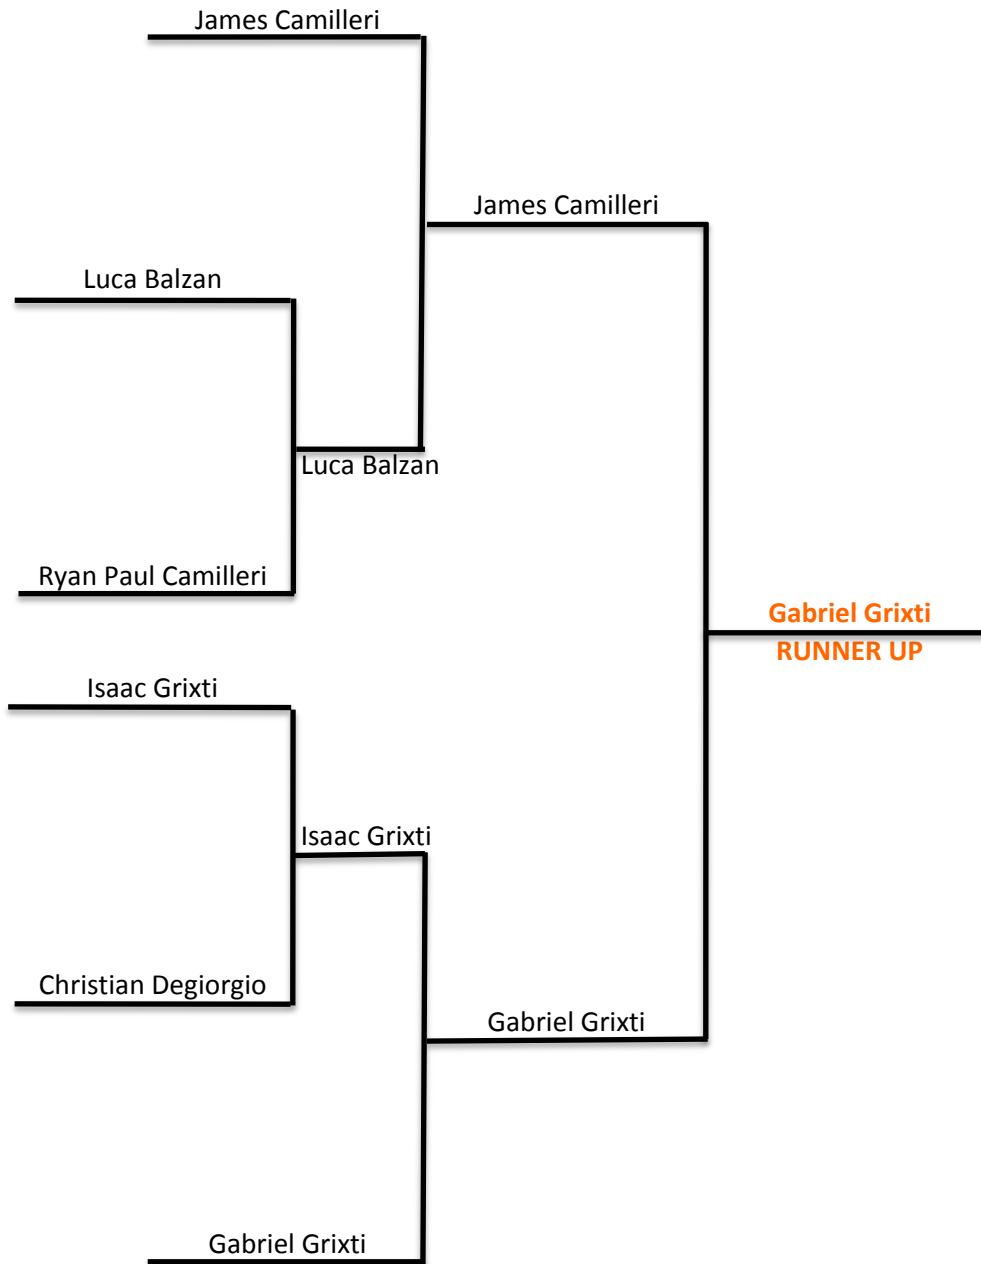 James Camilleri
James Camilleri
Luca Balzan
Luca Balzan
Ryan Paul Camilleri
Gabriel Grixti
RUNNER UP
Isaac Grixti
Isaac Grixti
Christian Degiorgio
Gabriel Grixti
Gabriel Grixti